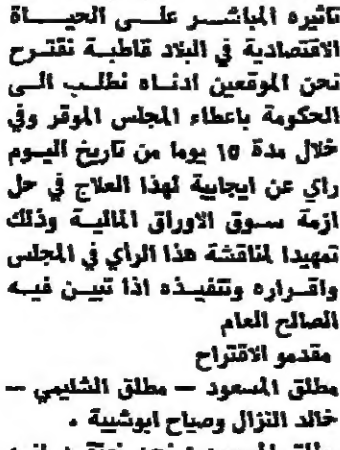 تأثيره المباشر على الحياة
الاقتصادية في البلاد قاطبة نقترح
نحن الموقعين ادناه نطلب الى
الحكومة باعطاء المجلس الموقر وفي
خلال مدة 15 يوما من تاريخ اليوم
راي عن ايجابية لهذا العلاج في حل
ازمة سوق الاوراق المالية وذلك
تمهيدا لمناقشة هذا الرأي في المجلس
واقراره وتنفيذه اذا تبين فيه
الصالح العام
مقدمو الاقتراح
مطلق المسعود — مطلق الشليمي —
خالد النزال وصياح ابوشيبة .